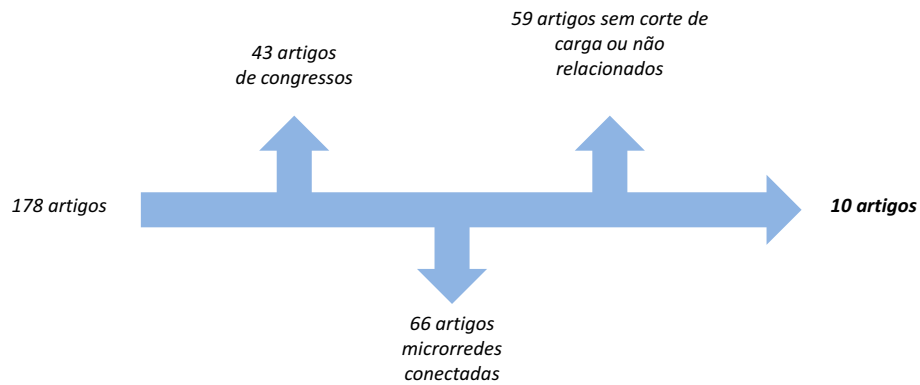 178 artigos
43 artigos
de congressos
66 artigos
microrredes
conectadas
59 artigos sem corte de
carga ou não
relacionados
10 artigos